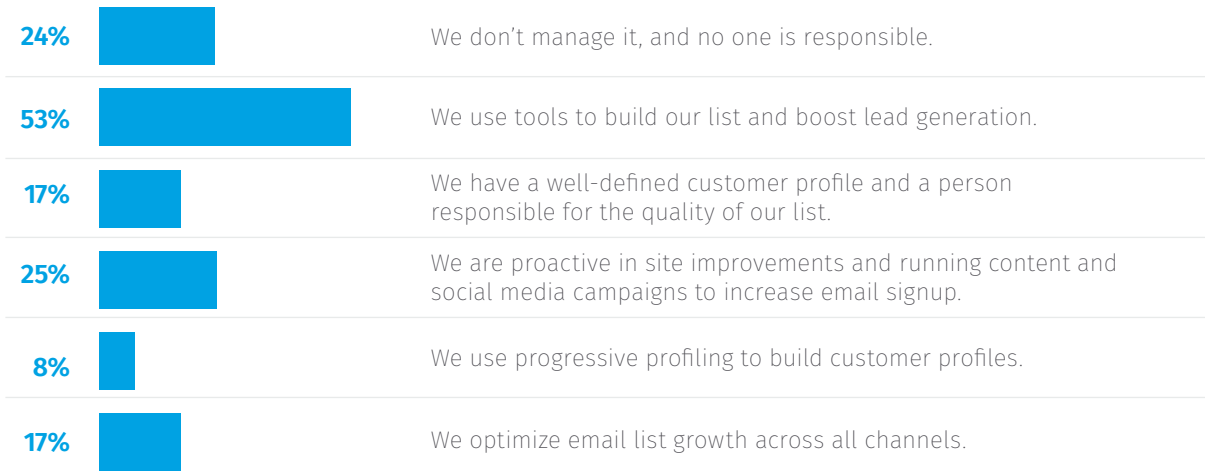 24%
We don’t manage it, and no one is responsible.
53%
We use tools to build our list and boost lead generation.
17%
We have a well-defined customer profile and a person
responsible for the quality of our list.
25%
We are proactive in site improvements and running content and
social media campaigns to increase email signup.
8%
We use progressive profiling to build customer profiles.
17%
We optimize email list growth across all channels.